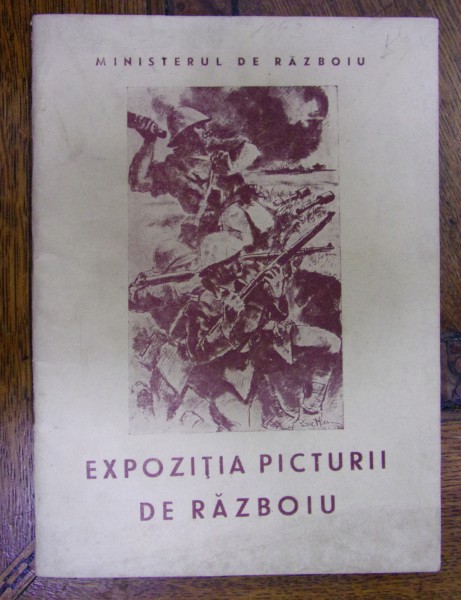 MINISTERUL DE RĂZBOIU
EXPOZIȚIA PICTURII
DE RĂZBOIU